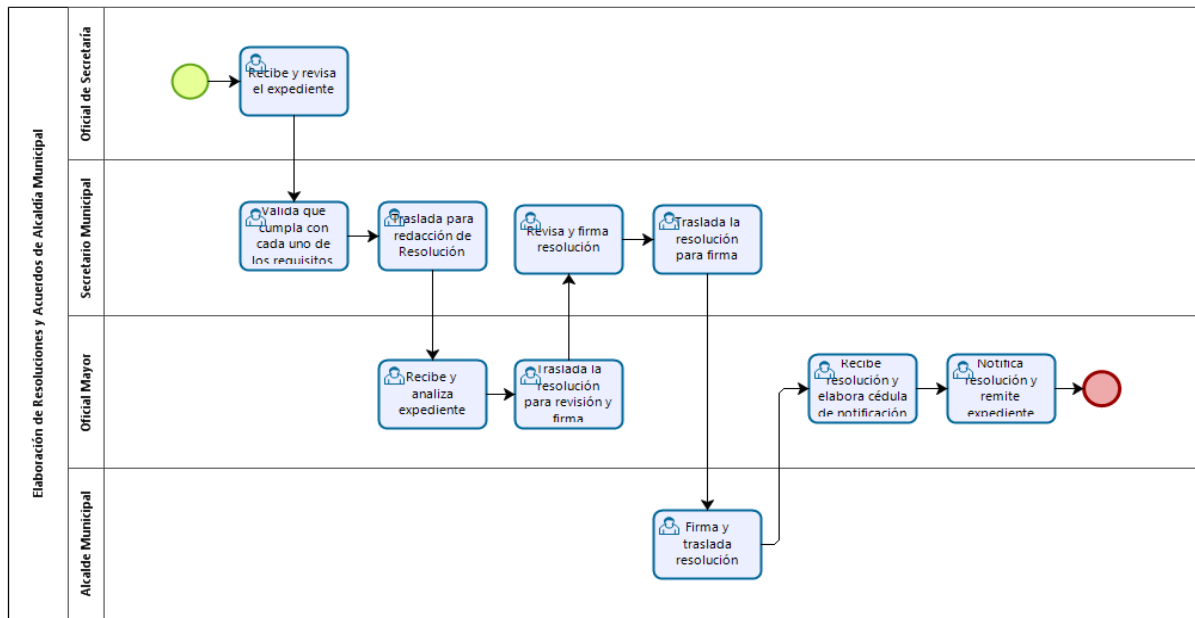 Elaboración de Resoluciones y Acuerdos de Alcaldía Municipal
Oficial de Secretaría
Recibe y revisa
el expediente
Secretario Municipal
Valida que
cumpla con
cada uno de
los requisitos
Traslada para
redacción de
Resolución
Revisa y firma
resolución
Traslada la
resolución
para firma
Oficial Mayor
Recibe y
analiza
expediente
Traslada la
resolución
para revisión y
firma
Recibe
resolución y
elabora cédula
de notificación
Notifica
resolución y
remite
expediente
Alcalde Municipal
Firma y
traslada
resolución